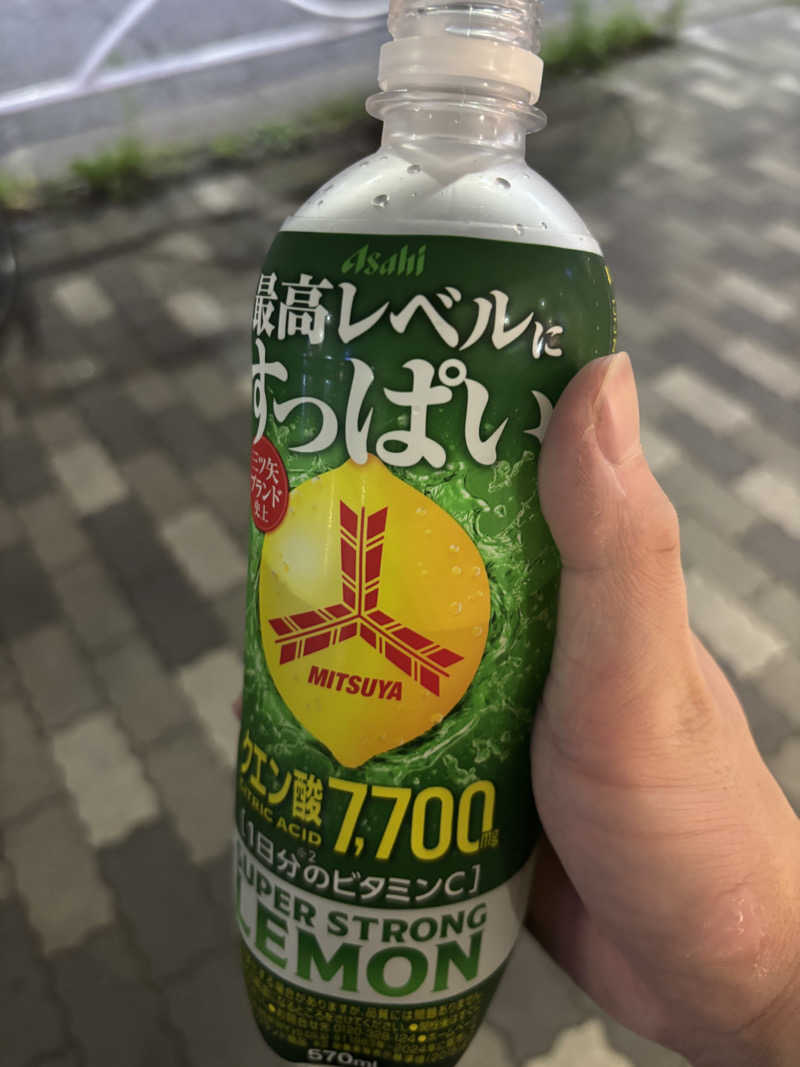 Asahi
最高レベルに
すっぱい
三ツ矢
ブランド
史上
MITSUYA
クエン酸 7,700mg
CITRIC ACID
[1日分のビタミンC]
※2
SUPER STRONG
LEMON
570ml